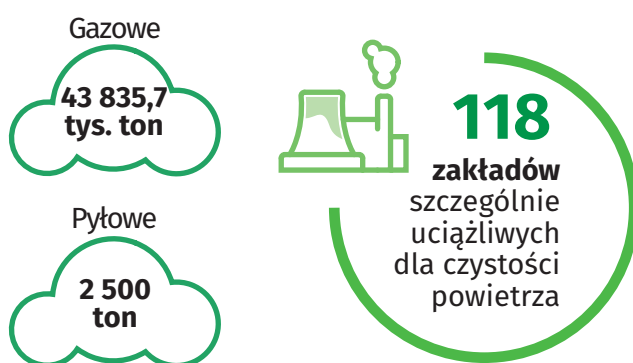 Gazowe
43 835,7
tys. ton
Pyłowe
2 500
ton
118
zakładów
szczególnie
uciążliwych
dla czystości
powietrza